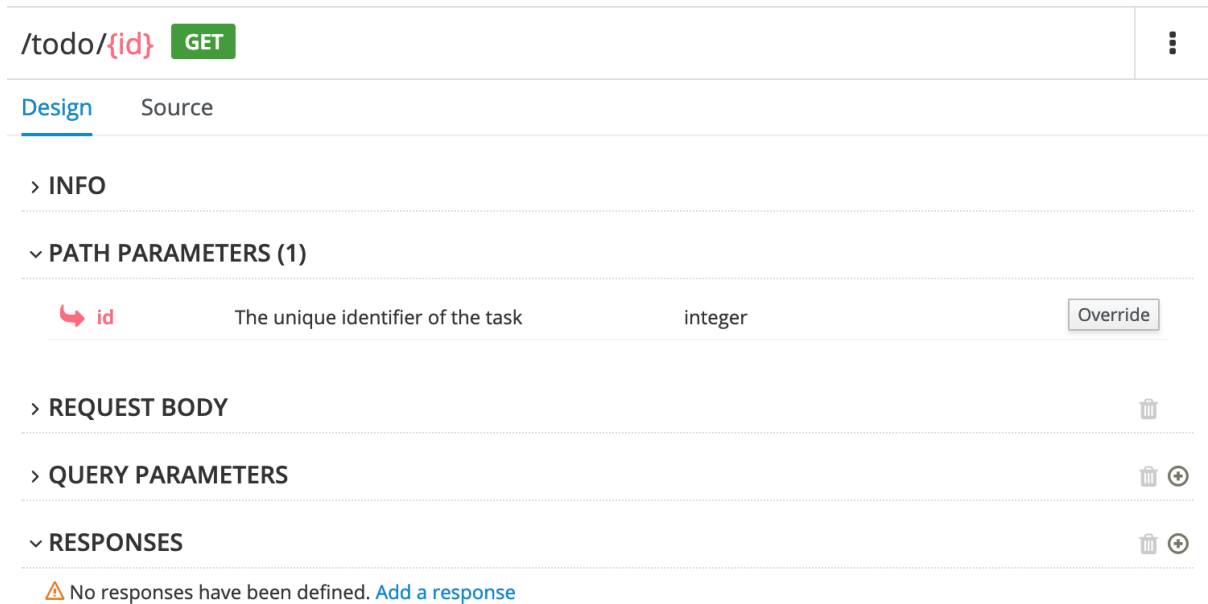 /todo/{id} GET
Design Source
INFO
PATH PARAMETERS (1)
id The unique identifier of the task integer Override
REQUEST BODY
QUERY PARAMETERS
RESPONSES
No responses have been defined. Add a response